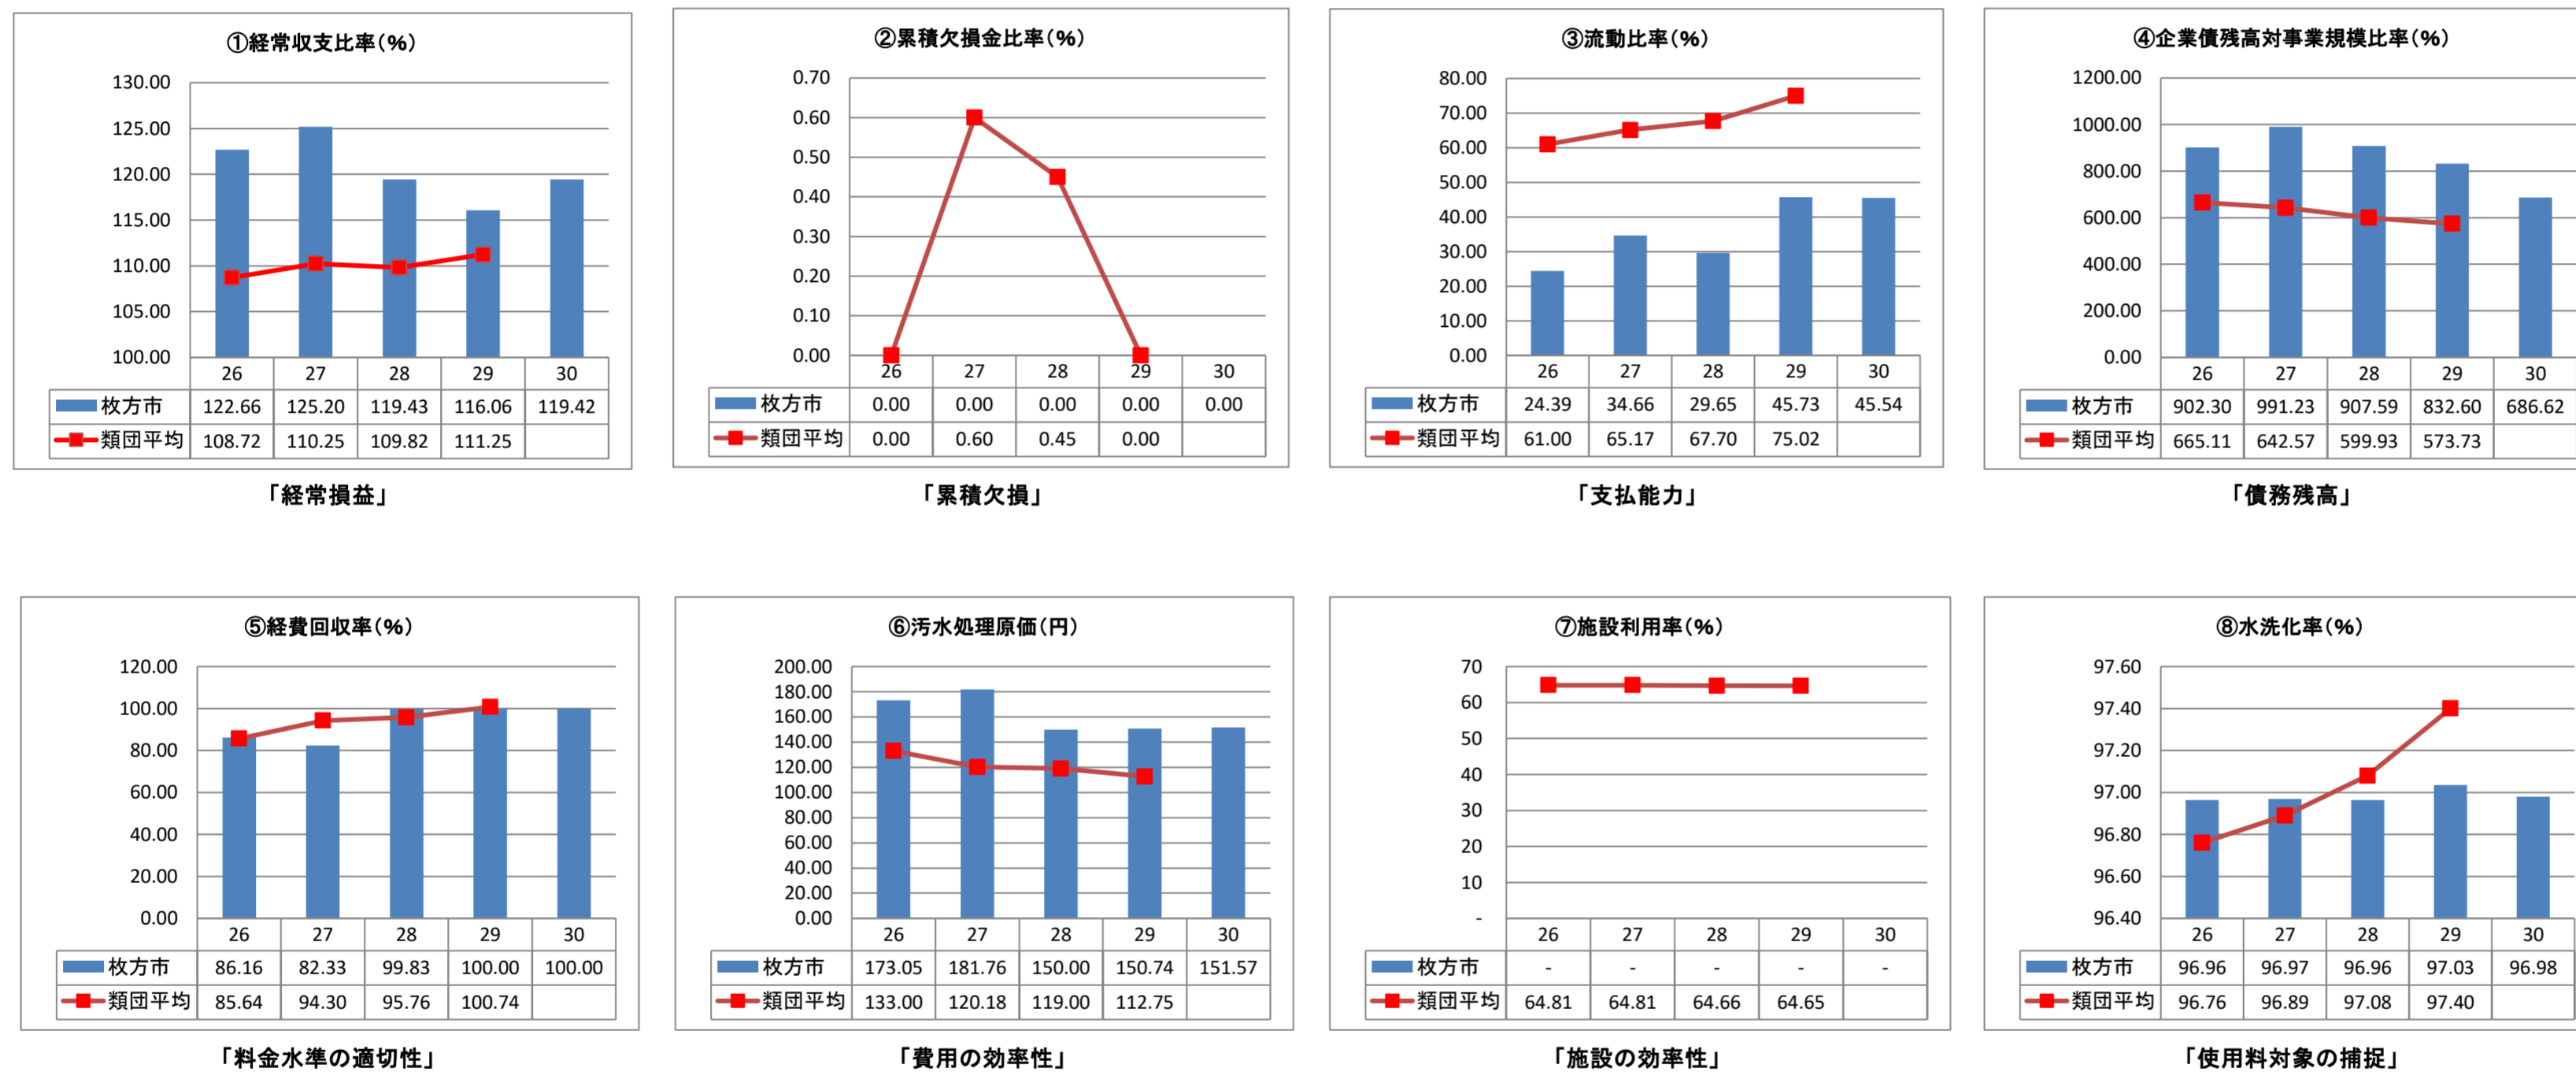 ①経常収支比率(%)
130.00
125.00
120.00
115.00
110.00
105.00
100.00
26 27 28 29 30
枚方市 122.66 125.20 119.43 116.06 119.42
類団平均 108.72 110.25 109.82 111.25
「経常損益」
②累積欠損金比率(%)
0.70
0.60
0.50
0.40
0.30
0.20
0.10
0.00
26 27 28 29 30
枚方市 0.00 0.00 0.00 0.00 0.00
類団平均 0.00 0.60 0.45 0.00
「累積欠損」
③流動比率(%)
80.00
70.00
60.00
50.00
40.00
30.00
20.00
10.00
0.00
26 27 28 29 30
枚方市 24.39 34.66 29.65 45.73 45.54
類団平均 61.00 65.17 67.70 75.02
「支払能力」
④企業債残高対事業規模比率(%)
1200.00
1000.00
800.00
600.00
400.00
200.00
0.00
26 27 28 29 30
枚方市 902.30 991.23 907.59 832.60 686.62
類団平均 665.11 642.57 599.93 573.73
「債務残高」
⑤経費回収率(%)
120.00
100.00
80.00
60.00
40.00
20.00
0.00
26 27 28 29 30
枚方市 86.16 82.33 99.83 100.00 100.00
類団平均 85.64 94.30 95.76 100.74
「料金水準の適切性」
⑥汚水処理原価(円)
200.00
180.00
160.00
140.00
120.00
100.00
80.00
60.00
40.00
20.00
0.00
26 27 28 29 30
枚方市 173.05 181.76 150.00 150.74 151.57
類団平均 133.00 120.18 119.00 112.75
「費用の効率性」
⑦施設利用率(%)
70
60
50
40
30
20
10
-
26 27 28 29 30
枚方市 - - - - -
類団平均 64.81 64.81 64.66 64.65
「施設の効率性」
⑧水洗化率(%)
97.60
97.40
97.20
97.00
96.80
96.60
96.40
26 27 28 29 30
枚方市 96.96 96.97 96.96 97.03 96.98
類団平均 96.76 96.89 97.08 97.40
「使用料対象の捕捉」